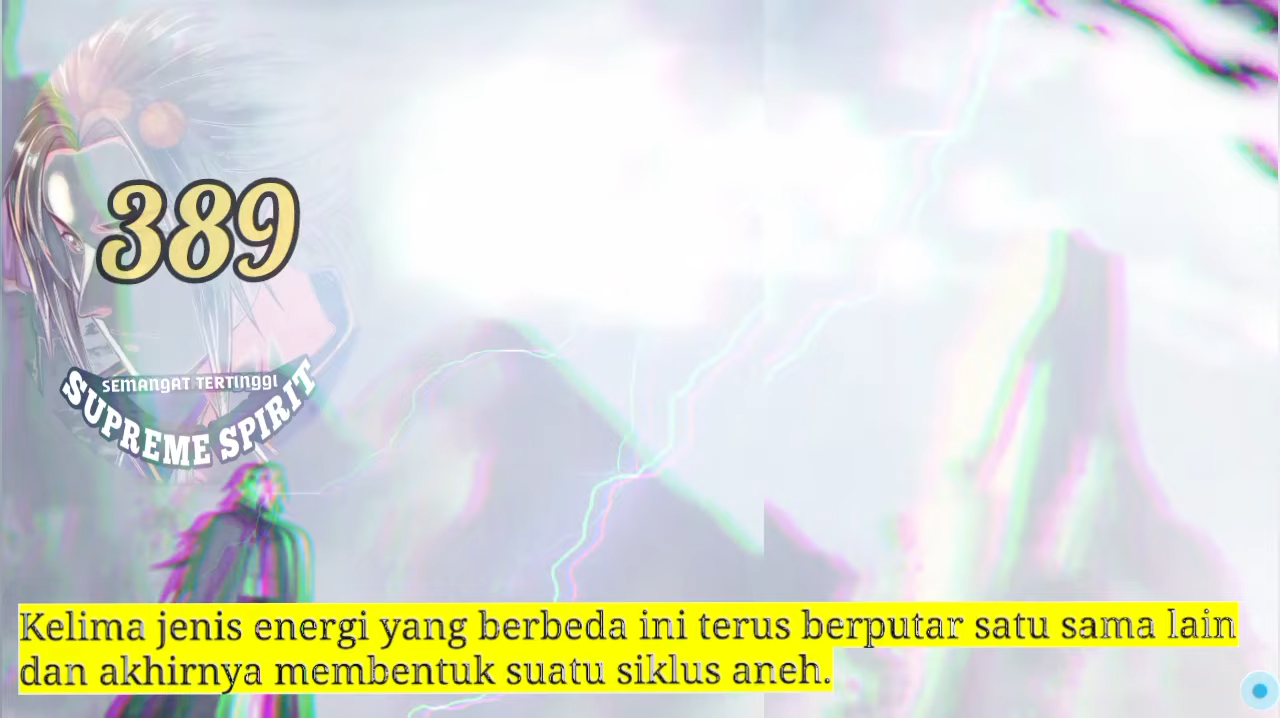 389
SEMANGAT TERTINGGI
SUPREME SPIRIT
Kelima jenis energi yang berbeda ini terus berputar satu sama lain
dan akhirnya membentuk suatu siklus aneh.